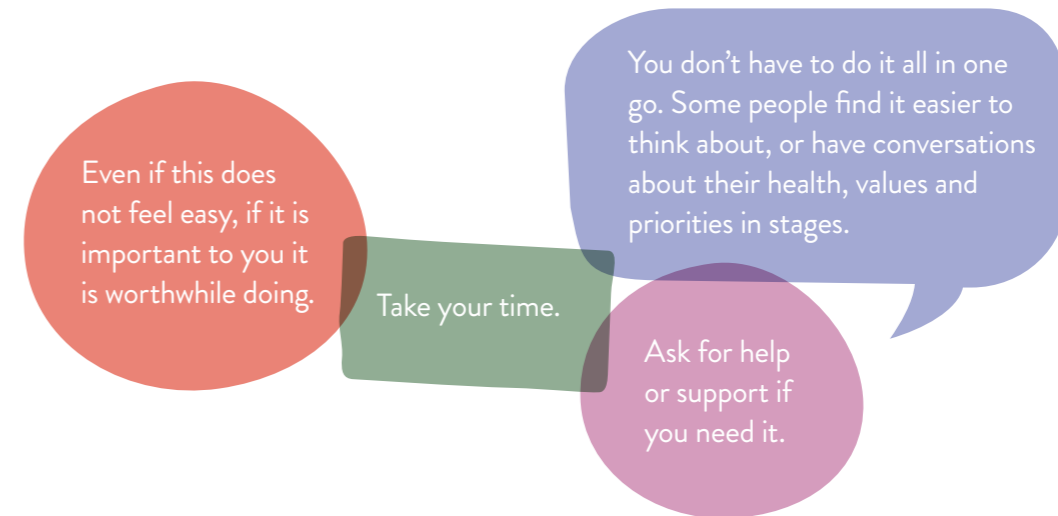 Even if this does
not feel easy, if it is
important to you it
is worthwhile doing.
Take your time.
You don’t have to do it all in one
go. Some people find it easier to
think about, or have conversations
about their health, values and
priorities in stages.
Ask for help
or support if
you need it.